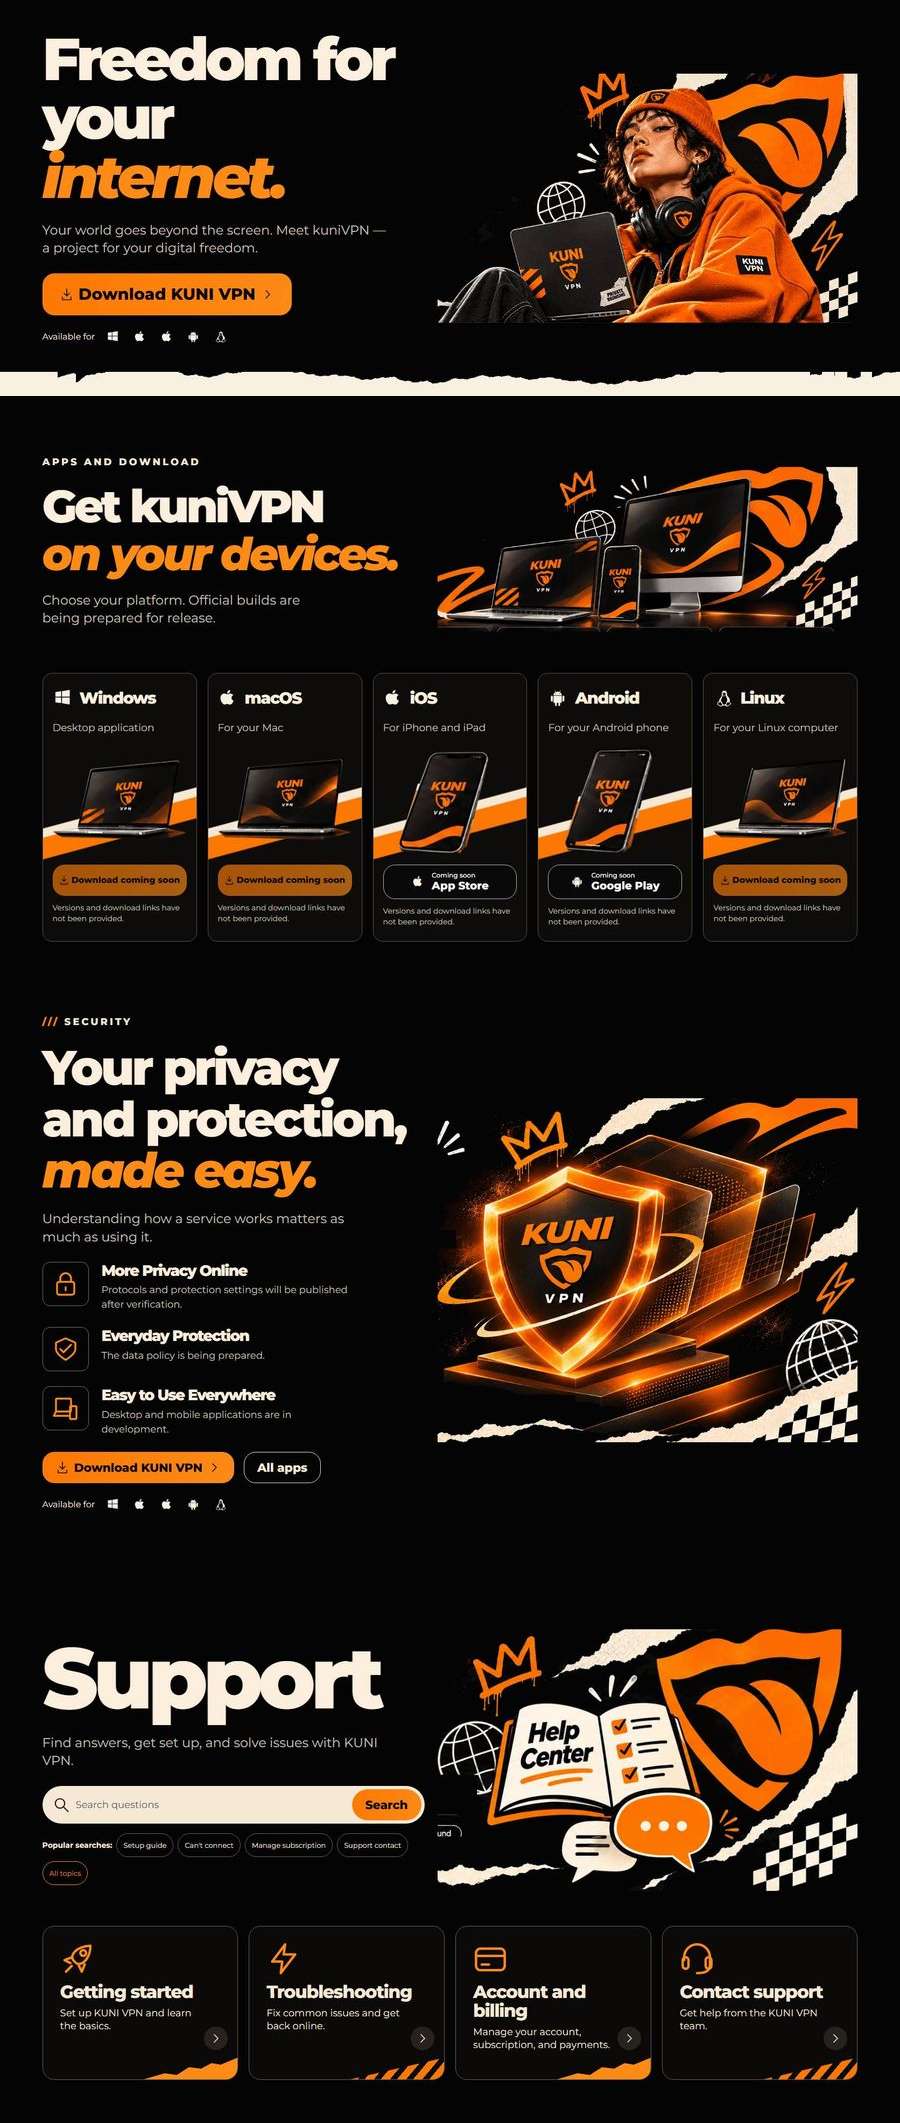 Freedom for
your
internet.
Your world goes beyond the screen. Meet kuniVPN —
a project for your digital freedom.
Download KUNI VPN
Available for
KUNI
VPN
KUNI
VPN
APPS AND DOWNLOAD
Get kuniVPN
on your devices.
Choose your platform. Official builds are
being prepared for release.
KUNI
VPN
KUNI
VPN
KUNI
VPN
Windows
Desktop application
KUNI
VPN
Download coming soon
Versions and download links have
not been provided.
macOS
For your Mac
KUNI
VPN
Download coming soon
Versions and download links have
not been provided.
iOS
For iPhone and iPad
KUNI
VPN
Coming soon
App Store
Versions and download links have
not been provided.
Android
For your Android phone
KUNI
VPN
Coming soon
Google Play
Versions and download links have
not been provided.
Linux
For your Linux computer
KUNI
VPN
Download coming soon
Versions and download links have
not been provided.
/// SECURITY
Your privacy
and protection,
made easy.
Understanding how a service works matters as
much as using it.
More Privacy Online
Protocols and protection settings will be published
after verification.
Everyday Protection
The data policy is being prepared.
Easy to Use Everywhere
Desktop and mobile applications are in
development.
Download KUNI VPN
All apps
Available for
KUNI
VPN
Support
Find answers, get set up, and solve issues with KUNI
VPN.
Search questions
Search
Popular searches:
Setup guide
Can't connect
Manage subscription
Support contact
All topics
Help
Center
und
Getting started
Set up KUNI VPN and learn
the basics.
Troubleshooting
Fix common issues and get
back online.
Account and
billing
Manage your account,
subscription, and payments.
Contact support
Get help from the KUNI VPN
team.